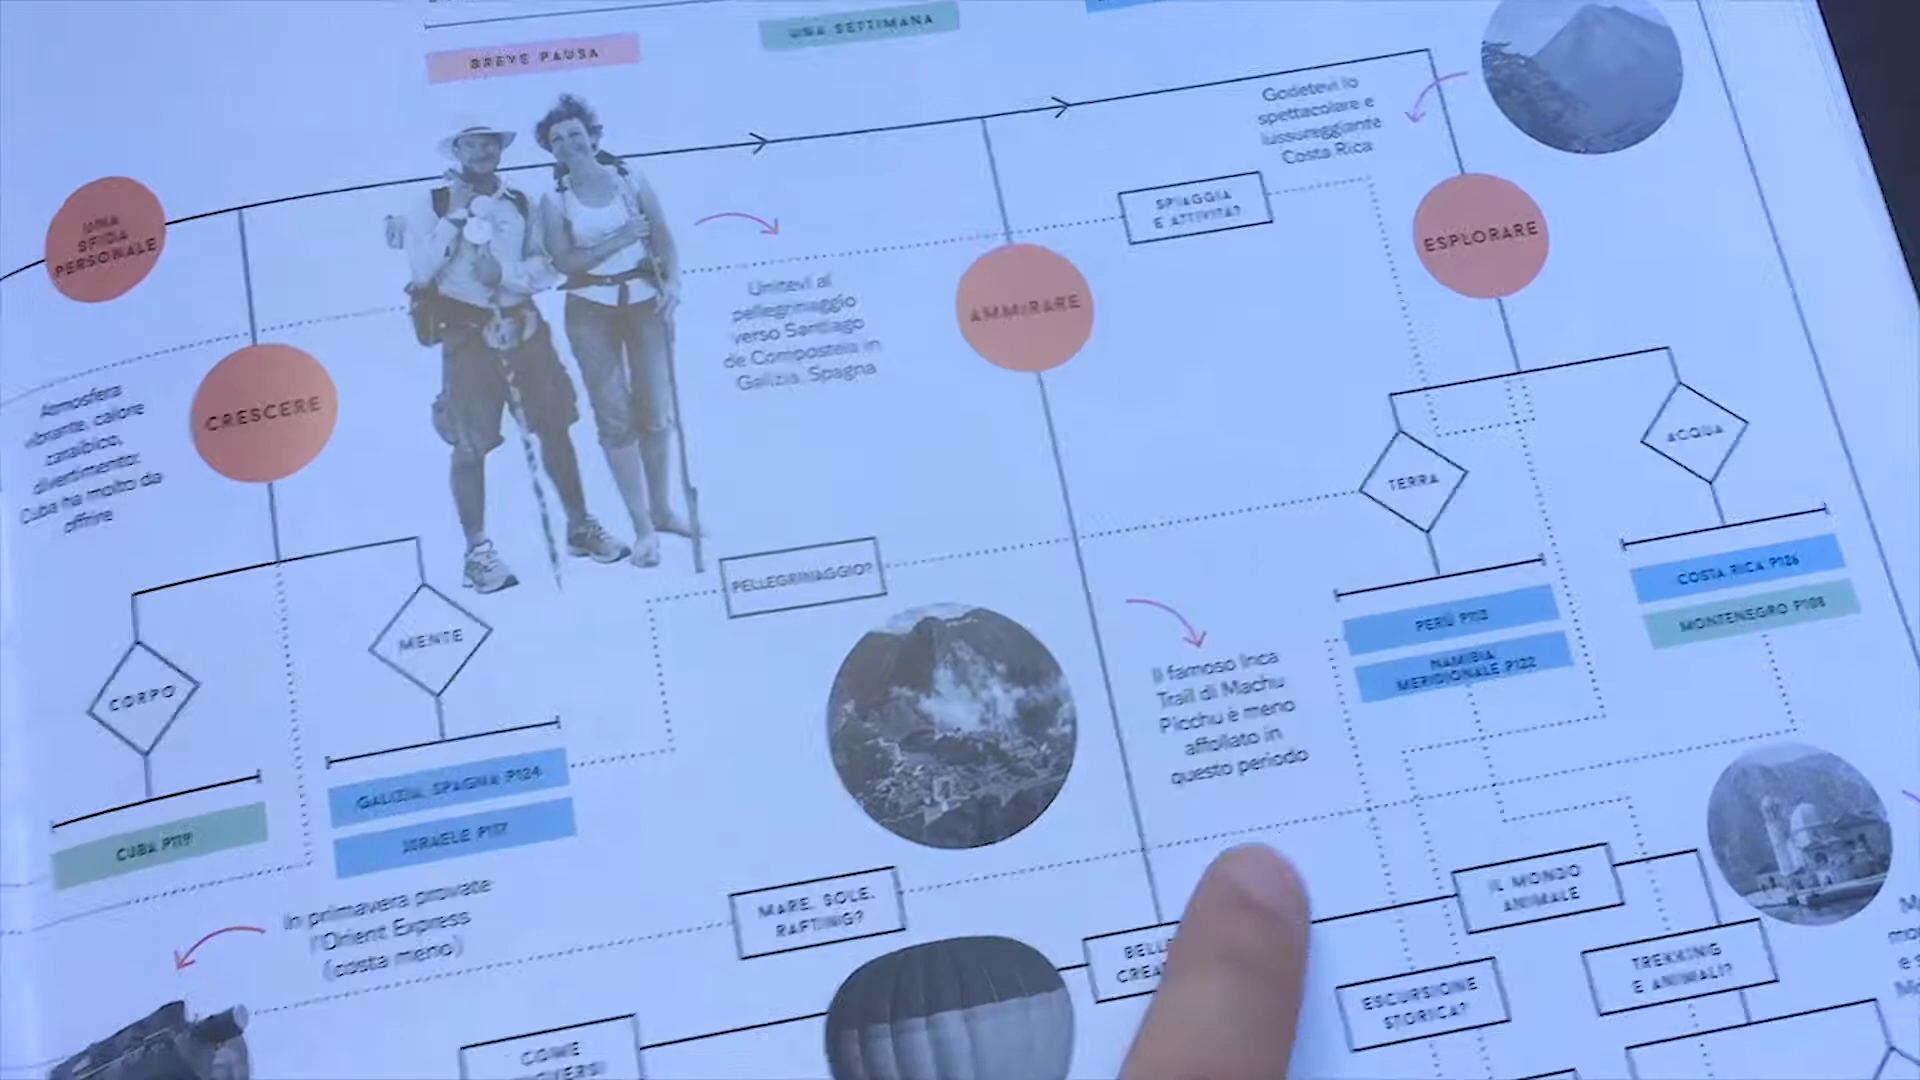 BREVE PAUSA
UNA SETTIMANA
Godetevi lo
spettacolare e
lussureggiante
Costa Rica
UNA
SFIDA
PERSONALE
SPIAGGIA
E ATTIVITÀ?
ESPLORARE
Unitevi al
pellegrinaggio
verso Santiago
de Compostela in
Galizia, Spagna
AMMIRARE
Atmosfera
vibrante, calore
caraibico,
divertimento:
Cuba ha molto da
offrire
CRESCERE
TERRA
ACQUA
PELLEGRINAGGIO?
COSTA RICA P126
MONTENEGRO P108
PERÙ P113
NAMIBIA
MERIDIONALE P122
CORPO
MENTE
Il famoso Inca
Trail di Machu
Picchu è meno
affollato in
questo periodo
GALIZIA, SPAGNA P124
ISRAELE P117
CUBA P119
In primavera provate
l'Orient Express
(costa meno)
MARE, SOLE,
RAFTING?
IL MONDO
ANIMALE
TREKKING
E ANIMALI?
ESCURSIONE
STORICA?
COME